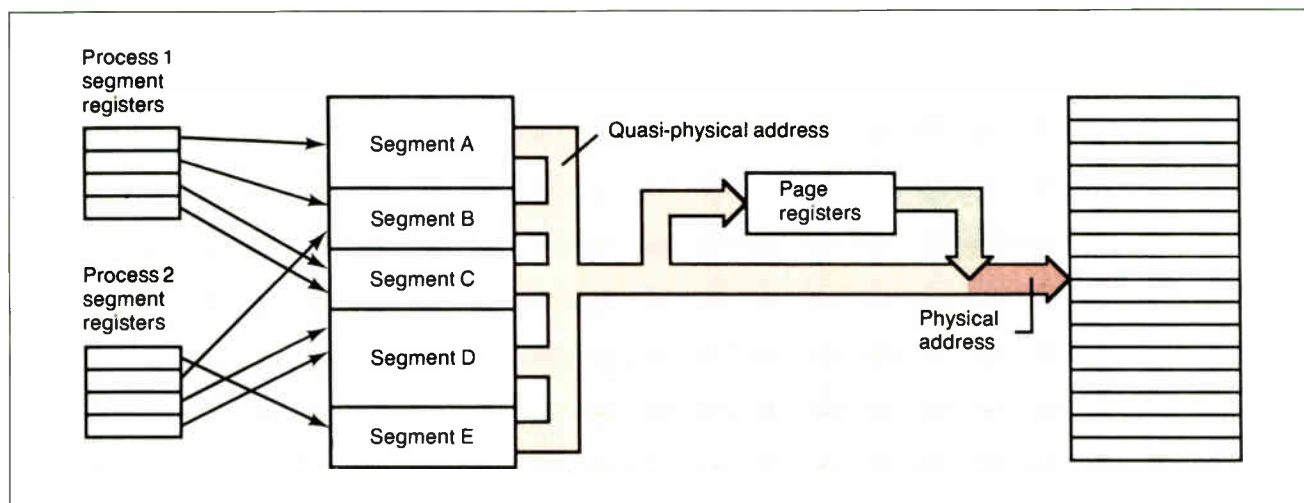 Process 1
segment
registers
Process 2
segment
registers
Segment A
Segment B
Segment C
Segment D
Segment E
Quasi-physical address
Page
registers
Physical
address